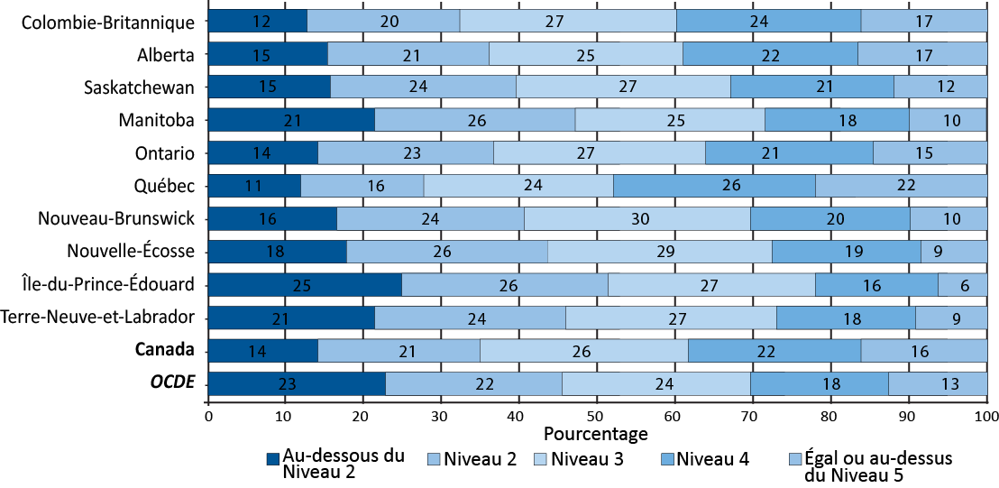 Colombie-Britannique 12 20 27 24 17
Alberta 15 21 25 22 17
Saskatchewan 15 24 27 21 12
Manitoba 21 26 25 18 10
Ontario 14 23 27 21 15
Québec 11 16 24 26 22
Nouveau-Brunswick 16 24 30 20 10
Nouvelle-Écosse 18 26 29 19 9
Île-du-Prince-Édouard 25 26 27 16 6
Terre-Neuve-et-Labrador 21 24 27 18 9
Canada 14 21 26 22 16
OCDE 23 22 24 18 13
0 10 20 30 40 50 60 70 80 90 100
Pourcentage
Au-dessous du
Niveau 2
Niveau 2
Niveau 3
Niveau 4
Égal ou au-dessus
du Niveau 5